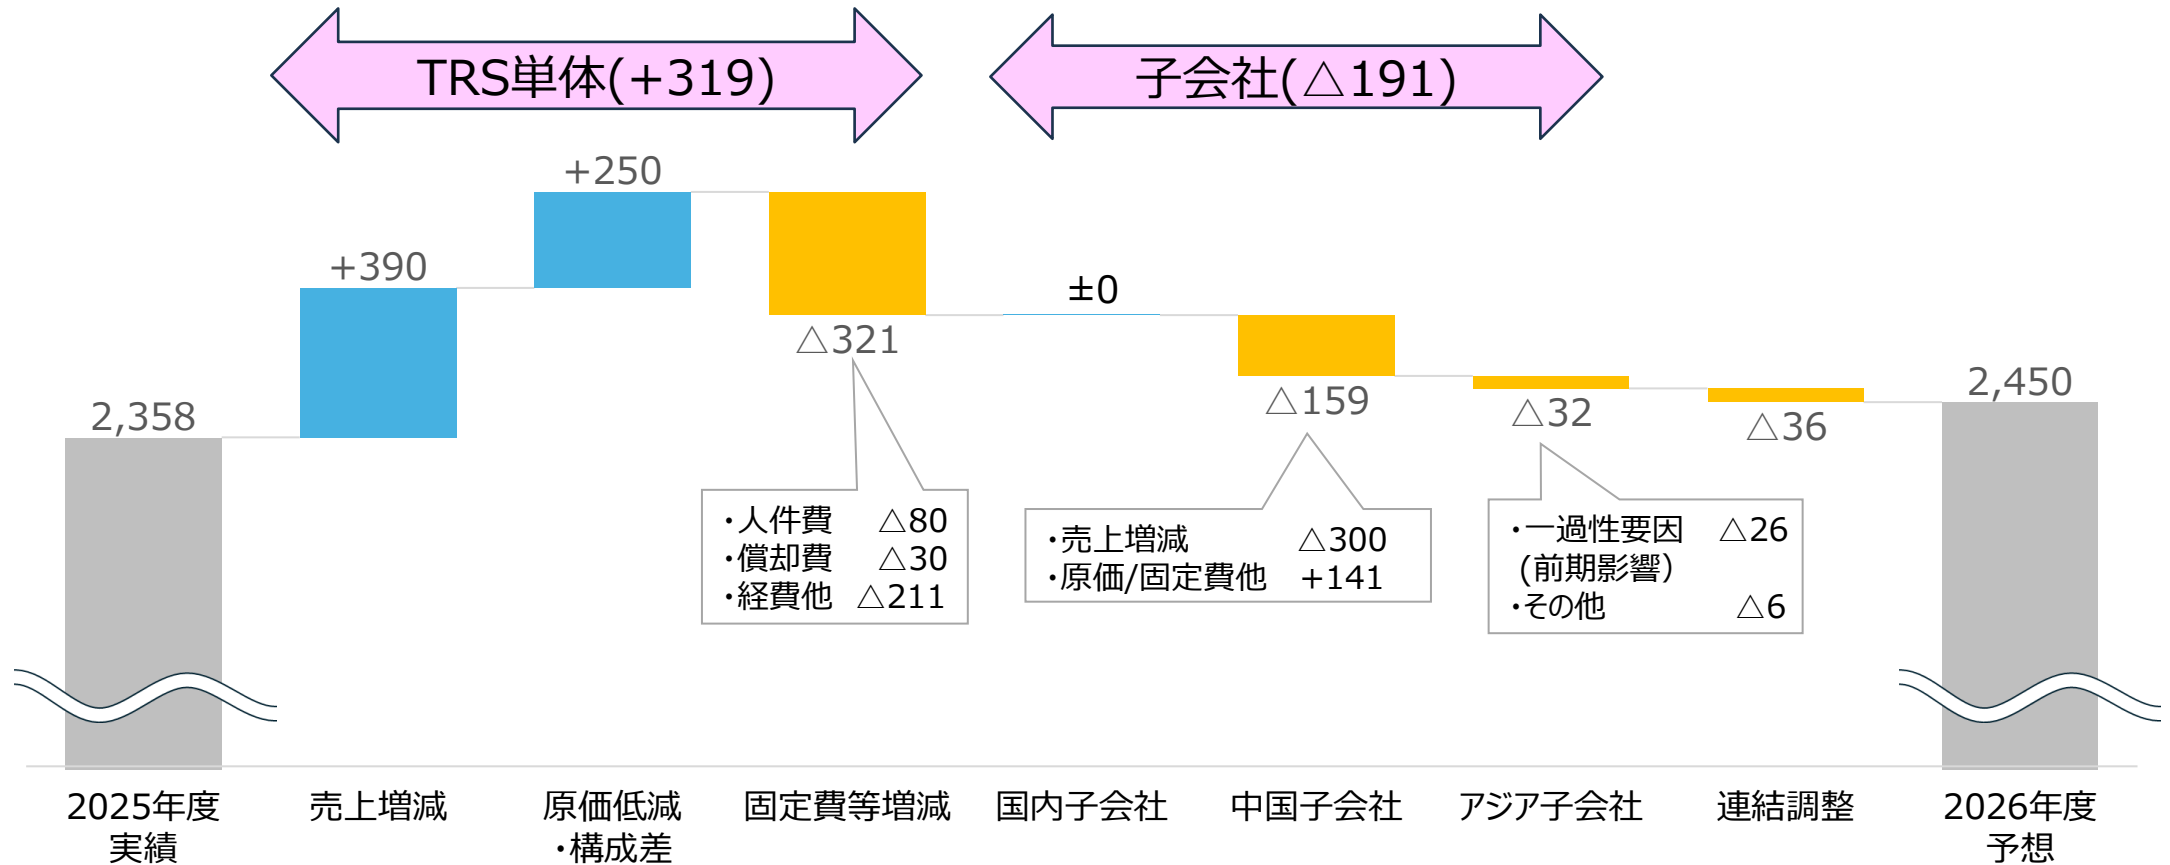 TRS単体(+319)
子会社(△191)
+250
+390
±0
△321
2,358
△159
△32
△36
2,450
・人件費 △80
・償却費 △30
・経費他 △211
・売上増減 △300
・原価/固定費他 +141
・一過性要因 △26
(前期影響)
・その他 △6
2025年度
実績
売上増減
原価低減
・構成差
固定費等増減
国内子会社
中国子会社
アジア子会社
連結調整
2026年度
予想